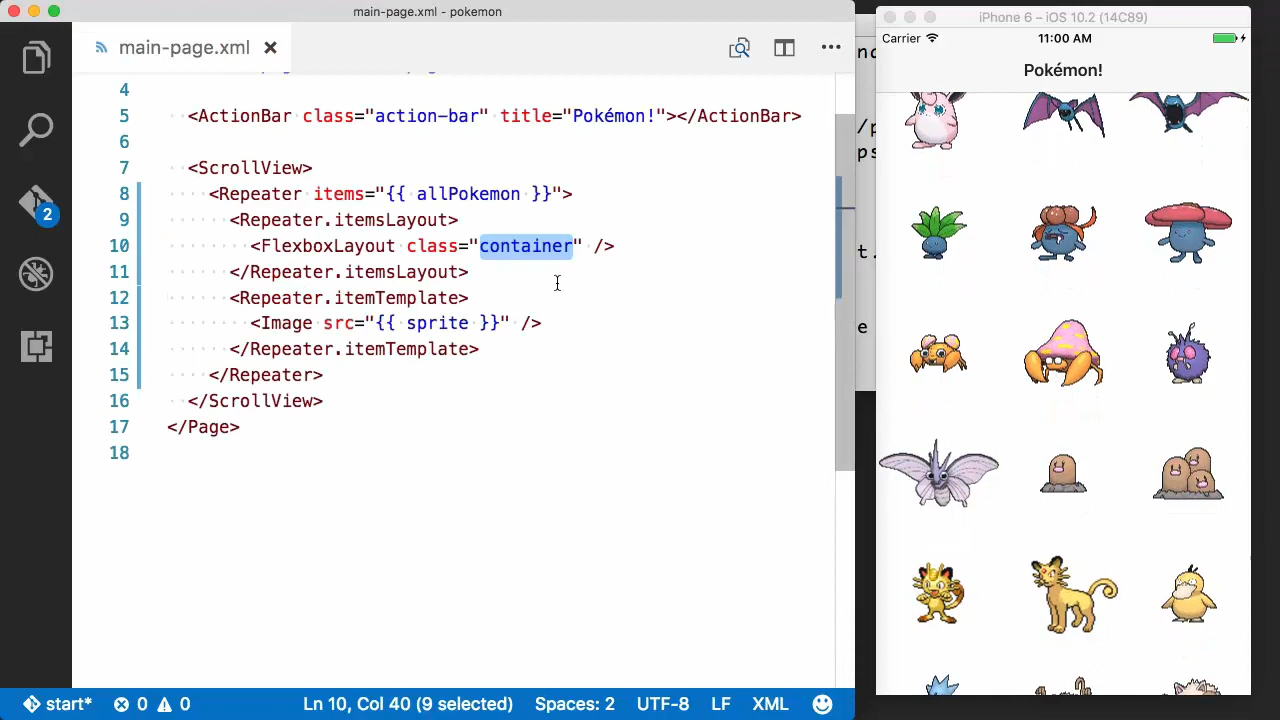 main-page.xml - pokemon
main-page.xml
4
5 <ActionBar class="action-bar" title="Pokémon!"></ActionBar>
6
7 <ScrollView>
8 <Repeater items="{{ allPokemon }}">
9 <Repeater.itemsLayout>
10 <FlexboxLayout class="container" />
11 </Repeater.itemsLayout>
12 <Repeater.itemTemplate>
13 <Image src="{{ sprite }}" />
14 </Repeater.itemTemplate>
15 </Repeater>
16 </ScrollView>
17 </Page>
18
2
start* 0 0 Ln 10, Col 40 (9 selected) Spaces: 2 UTF-8 LF XML
iPhone 6 – iOS 10.2 (14C89)
Carrier 11:00 AM
Pokémon!